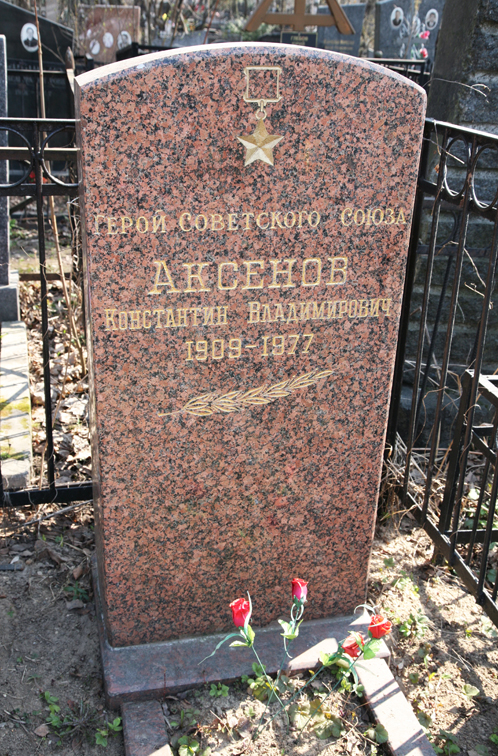 Герой Советского Союза
Аксенов
Константин Владимирович
1909-1977